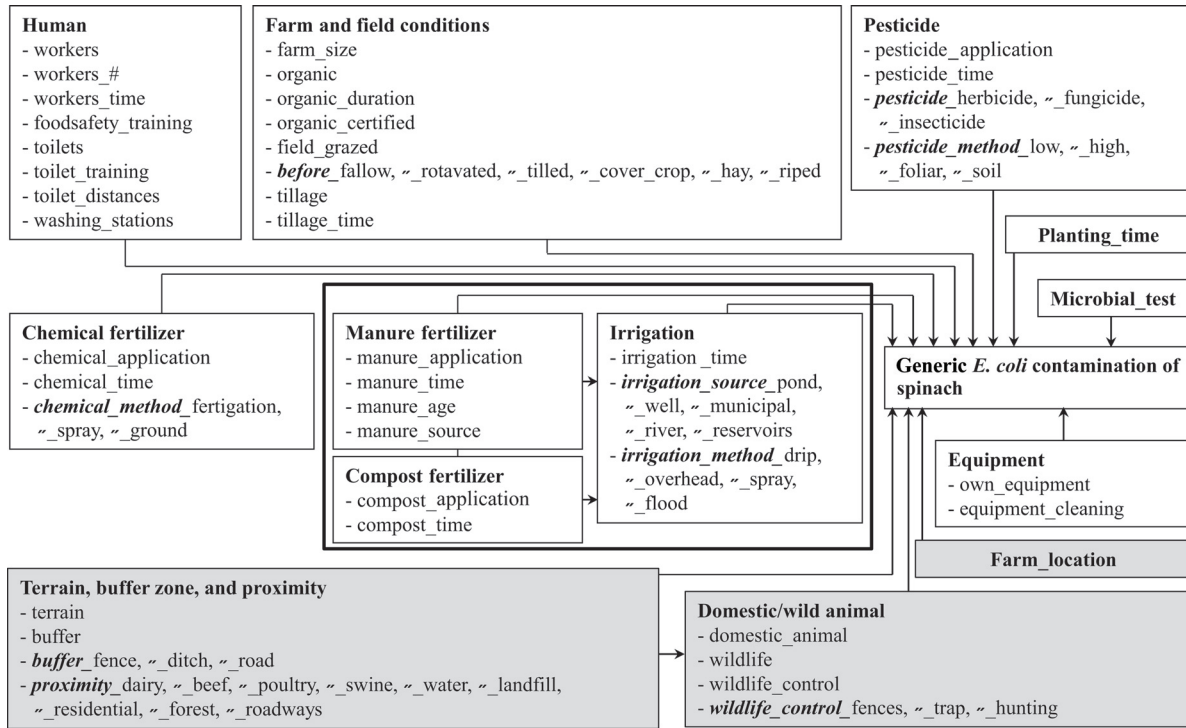 Human
- workers
- workers_#
- workers_time
- foodsafety_training
- toilets
- toilet_training
- toilet_distances
- washing_stations
Farm and field conditions
- farm_size
- organic
- organic_duration
- organic_certified
- field_grazed
- before_fallow, 〃_rotavated, 〃_tilled, 〃_cover_crop, 〃_hay, 〃_riped
- tillage
- tillage_time
Pesticide
- pesticide_application
- pesticide_time
- pesticide_herbicide, 〃_fungicide,
〃_insecticide
- pesticide_method_low, 〃_high,
〃_foliar, 〃_soil
Planting_time
Microbial_test
Chemical fertilizer
- chemical_application
- chemical_time
- chemical_method_fertigation,
〃_spray, 〃_ground
Manure fertilizer
- manure_application
- manure_time
- manure_age
- manure_source
Compost fertilizer
- compost_application
- compost_time
Irrigation
- irrigation_time
- irrigation_source_pond,
〃_well, 〃_municipal,
〃_river, 〃_reservoirs
- irrigation_method_drip,
〃_overhead, 〃_spray,
〃_flood
Generic E. coli contamination of
spinach
Equipment
- own_equipment
- equipment_cleaning
Farm_location
Terrain, buffer zone, and proximity
- terrain
- buffer
- buffer_fence, 〃_ditch, 〃_road
- proximity_dairy, 〃_beef, 〃_poultry, 〃_swine, 〃_water, 〃_landfill,
〃_residential, 〃_forest, 〃_roadways
Domestic/wild animal
- domestic_animal
- wildlife
- wildlife_control
- wildlife_control_fences, 〃_trap, 〃_hunting